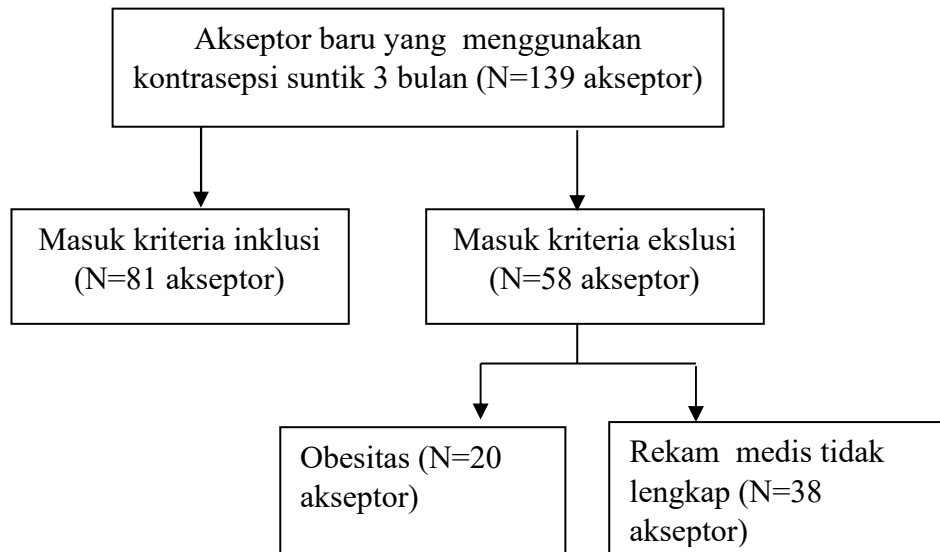 Akseptor baru yang menggunakan
kontrasepsi suntik 3 bulan (N=139 akseptor)
Masuk kriteria inklusi
(N=81 akseptor)
Masuk kriteria ekslusi
(N=58 akseptor)
Obesitas (N=20
akseptor)
Rekam medis tidak
lengkap (N=38
akseptor)